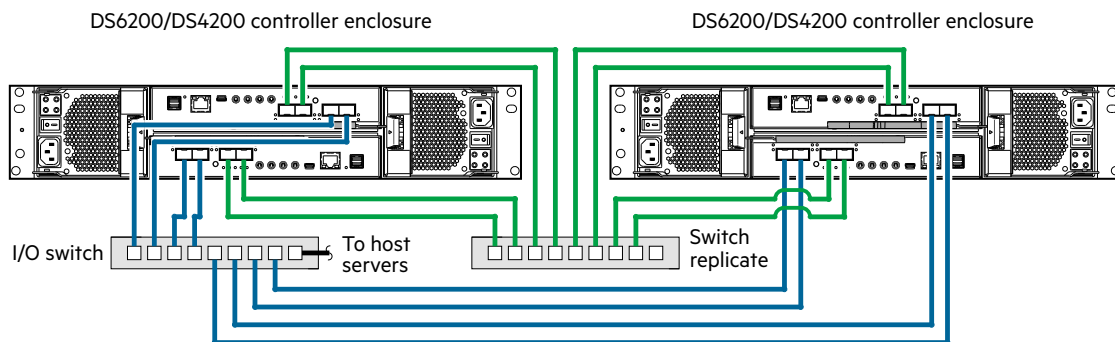 DS6200/DS4200 controller enclosure
DS6200/DS4200 controller enclosure
I/O switch
To host
servers
Switch
replicate